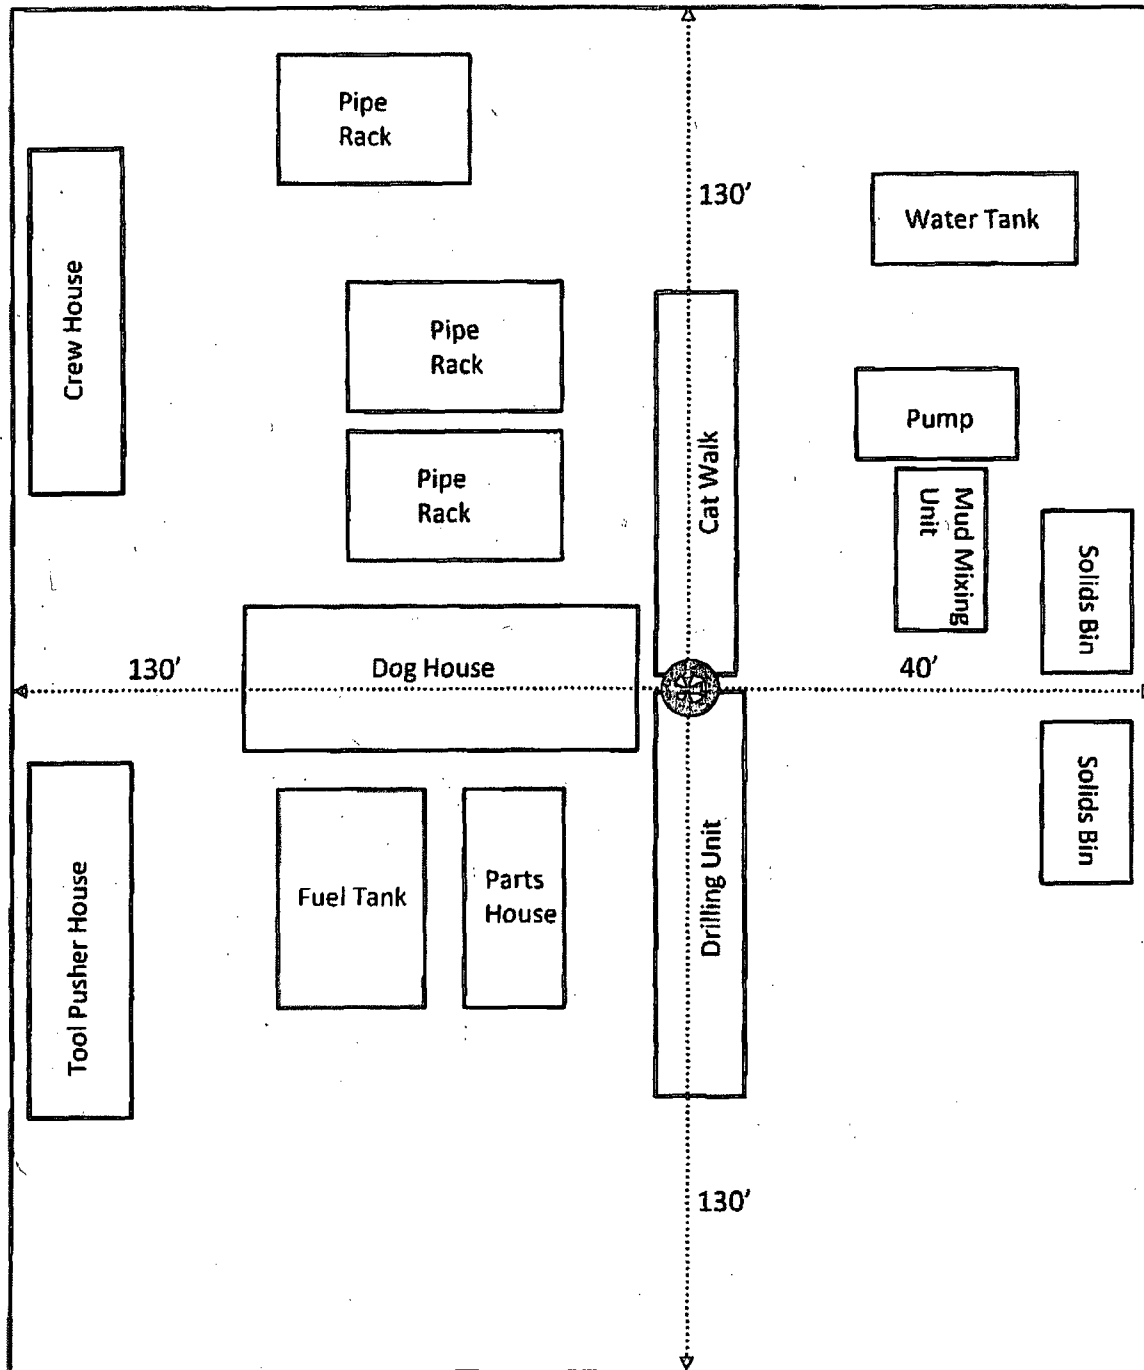 Pipe
Rack
130'
Water Tank
Crew House
Pipe
Rack
Pump
Cat Walk
Pipe
Rack
Mud Mixing
Unit
Solids Bin
130'
Dog House
40'
Solids Bin
Tool Pusher House
Fuel Tank
Parts
House
Drilling Unit
130'